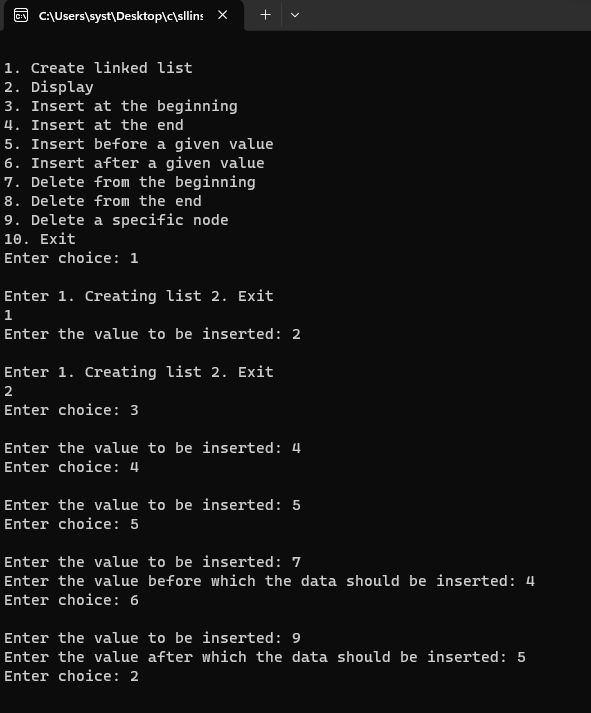 C:\Users\syst\Desktop\c\sllins
1. Create linked list
2. Display
3. Insert at the beginning
4. Insert at the end
5. Insert before a given value
6. Insert after a given value
7. Delete from the beginning
8. Delete from the end
9. Delete a specific node
10. Exit
Enter choice: 1
Enter 1. Creating list 2. Exit
1
Enter the value to be inserted: 2
Enter 1. Creating list 2. Exit
2
Enter choice: 3
Enter the value to be inserted: 4
Enter choice: 4
Enter the value to be inserted: 5
Enter choice: 5
Enter the value to be inserted: 7
Enter the value before which the data should be inserted: 4
Enter choice: 6
Enter the value to be inserted: 9
Enter the value after which the data should be inserted: 5
Enter choice: 2